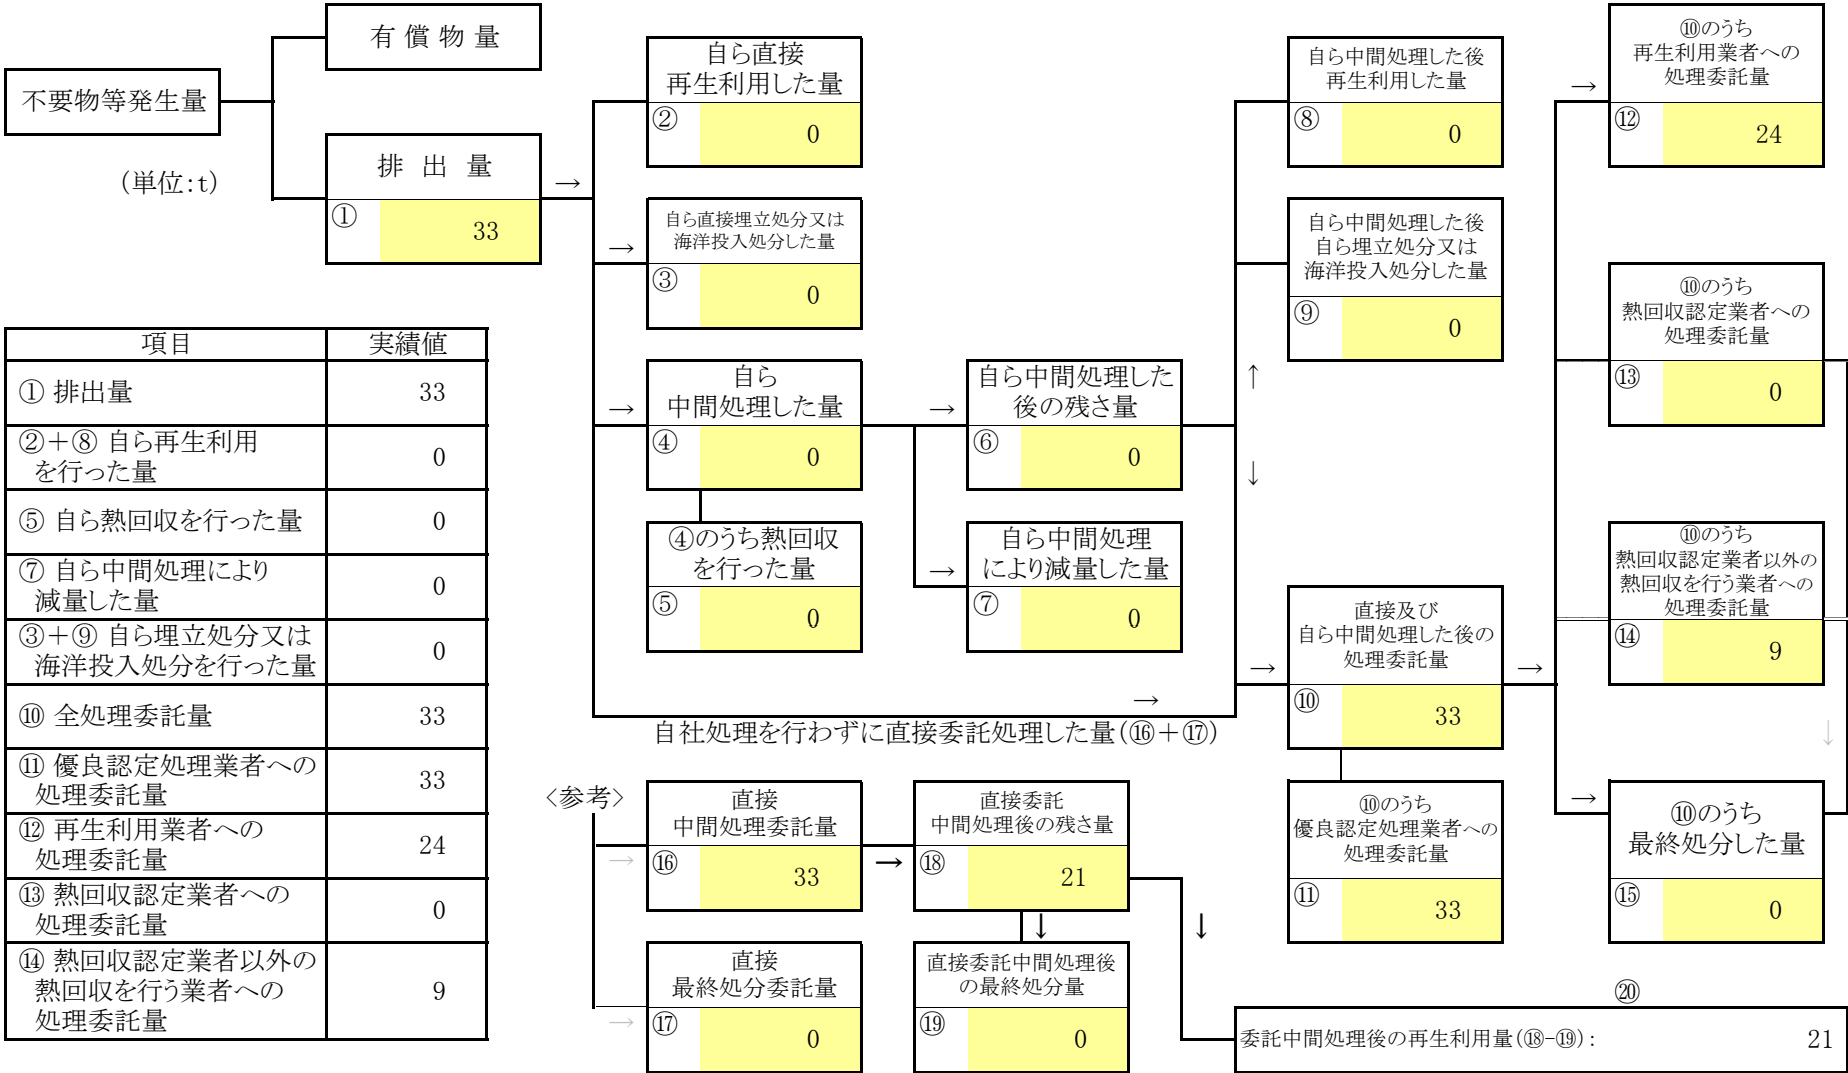 不要物等発生量
(単位:t)
有 償 物 量
排 出 量
①
33
→
自ら直接
再生利用した量
②
0
→
自ら直接埋立処分又は
海洋投入処分した量
③
0
→
自ら
中間処理した量
④
0
④のうち熱回収
を行った量
⑤
0
→
自ら中間処理した
後の残さ量
⑥
0
→
自ら中間処理
により減量した量
⑦
0
↑
↓
自ら中間処理した後
再生利用した量
⑧
0
自ら中間処理した後
自ら埋立処分又は
海洋投入処分した量
⑨
0
→
自社処理を行わずに直接委託処理した量(⑯+⑰)
→
直接及び
自ら中間処理した後の
処理委託量
⑩
33
→
⑩のうち
優良認定処理業者への
処理委託量
⑪
33
→
⑩のうち
再生利用業者への
処理委託量
⑫
24
⑩のうち
熱回収認定業者への
処理委託量
⑬
0
⑩のうち
熱回収認定業者以外の
熱回収を行う業者への
処理委託量
⑭
9
↓
→
⑩のうち
最終処分した量
⑮
0
項目 実績値
① 排出量 33
②+⑧ 自ら再生利用
を行った量 0
⑤ 自ら熱回収を行った量 0
⑦ 自ら中間処理により
減量した量 0
③+⑨ 自ら埋立処分又は
海洋投入処分を行った量 0
⑩ 全処理委託量 33
⑪ 優良認定処理業者への
処理委託量 33
⑫ 再生利用業者への
処理委託量 24
⑬ 熱回収認定業者への
処理委託量 0
⑭ 熱回収認定業者以外の
熱回収を行う業者への
処理委託量 9
〈参考〉
→
直接
中間処理委託量
⑯
33
→
直接委託
中間処理後の残さ量
⑱
21
↓
↓
→
直接
最終処分委託量
⑰
0
直接委託中間処理後
の最終処分量
⑲
0
⑳
委託中間処理後の再生利用量(⑱-⑲): 21